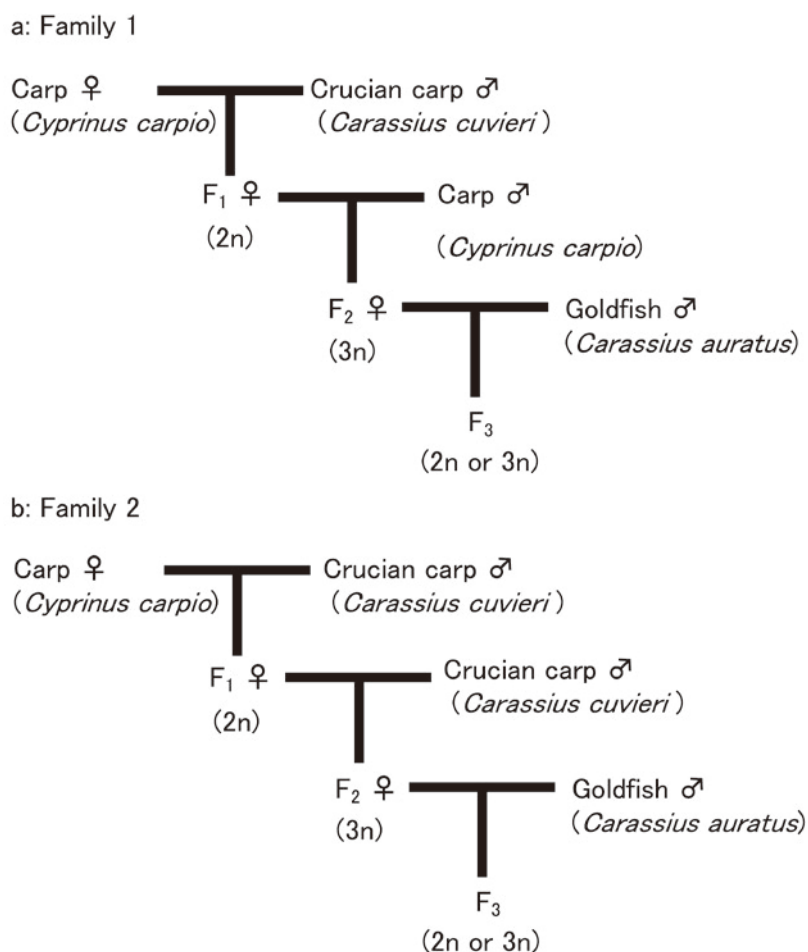 a: Family 1
Carp ♀ Crucian carp ♂
(Cyprinus carpio) (Carassius cuvieri)
F₁ ♀ Carp ♂
(2n) (Cyprinus carpio)
F₂ ♀ Goldfish ♂
(3n) (Carassius auratus)
F₃
(2n or 3n)
b: Family 2
Carp ♀ Crucian carp ♂
(Cyprinus carpio) (Carassius cuvieri)
F₁ ♀ Crucian carp ♂
(2n) (Carassius cuvieri)
F₂ ♀ Goldfish ♂
(3n) (Carassius auratus)
F₃
(2n or 3n)